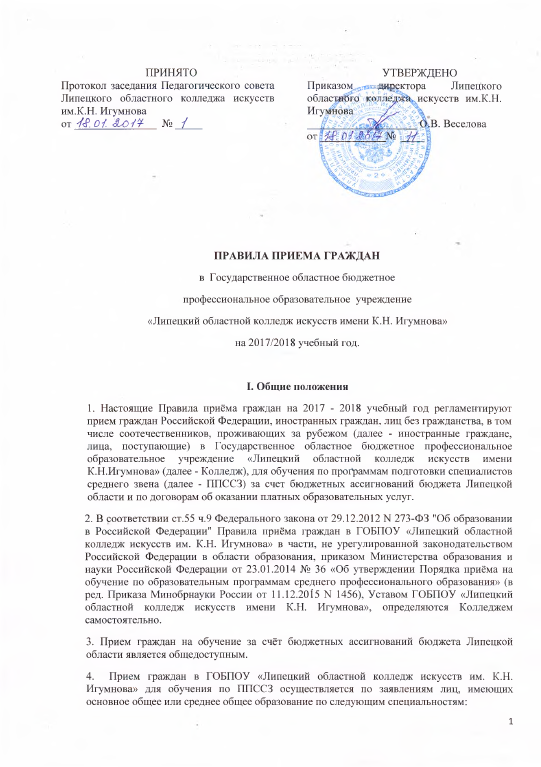 ПРИНЯТО
Протокол заседания Педагогического совета
Липецкого областного колледжа искусств
им.К.Н. Игумнова
от 18.01.2017 № 1
УТВЕРЖДЕНО
Приказом директора Липецкого
областного колледжа искусств им.К.Н.
Игумнова
О.В. Веселова
от 18.01.2017 № 11
ПРАВИЛА ПРИЕМА ГРАЖДАН
в Государственное областное бюджетное
профессиональное образовательное учреждение
«Липецкий областной колледж искусств имени К.Н. Игумнова»
на 2017/2018 учебный год.
I. Общие положения
1. Настоящие Правила приёма граждан на 2017 - 2018 учебный год регламентируют
прием граждан Российской Федерации, иностранных граждан, лиц без гражданства, в том
числе соотечественников, проживающих за рубежом (далее - иностранные граждане,
лица, поступающие) в Государственное областное бюджетное профессиональное
образовательное учреждение «Липецкий областной колледж искусств имени
К.Н.Игумнова» (далее - Колледж), для обучения по программам подготовки специалистов
среднего звена (далее - ППССЗ) за счет бюджетных ассигнований бюджета Липецкой
области и по договорам об оказании платных образовательных услуг.
2. В соответствии ст.55 ч.9 Федерального закона от 29.12.2012 N 273-ФЗ "Об образовании
в Российской Федерации" Правила приёма граждан в ГОБПОУ «Липецкий областной
колледж искусств им. К.Н. Игумнова» в части, не урегулированной законодательством
Российской Федерации в области образования, приказом Министерства образования и
науки Российской Федерации от 23.01.2014 № 36 «Об утверждении Порядка приёма на
обучение по образовательным программам среднего профессионального образования» (в
ред. Приказа Минобрнауки России от 11.12.2015 N 1456), Уставом ГОБПОУ «Липецкий
областной колледж искусств имени К.Н. Игумнова», определяются Колледжем
самостоятельно.
3. Прием граждан на обучение за счёт бюджетных ассигнований бюджета Липецкой
области является общедоступным.
4. Прием граждан в ГОБПОУ «Липецкий областной колледж искусств им. К.Н.
Игумнова» для обучения по ППССЗ осуществляется по заявлениям лиц, имеющих
основное общее или среднее общее образование по следующим специальностям:
1